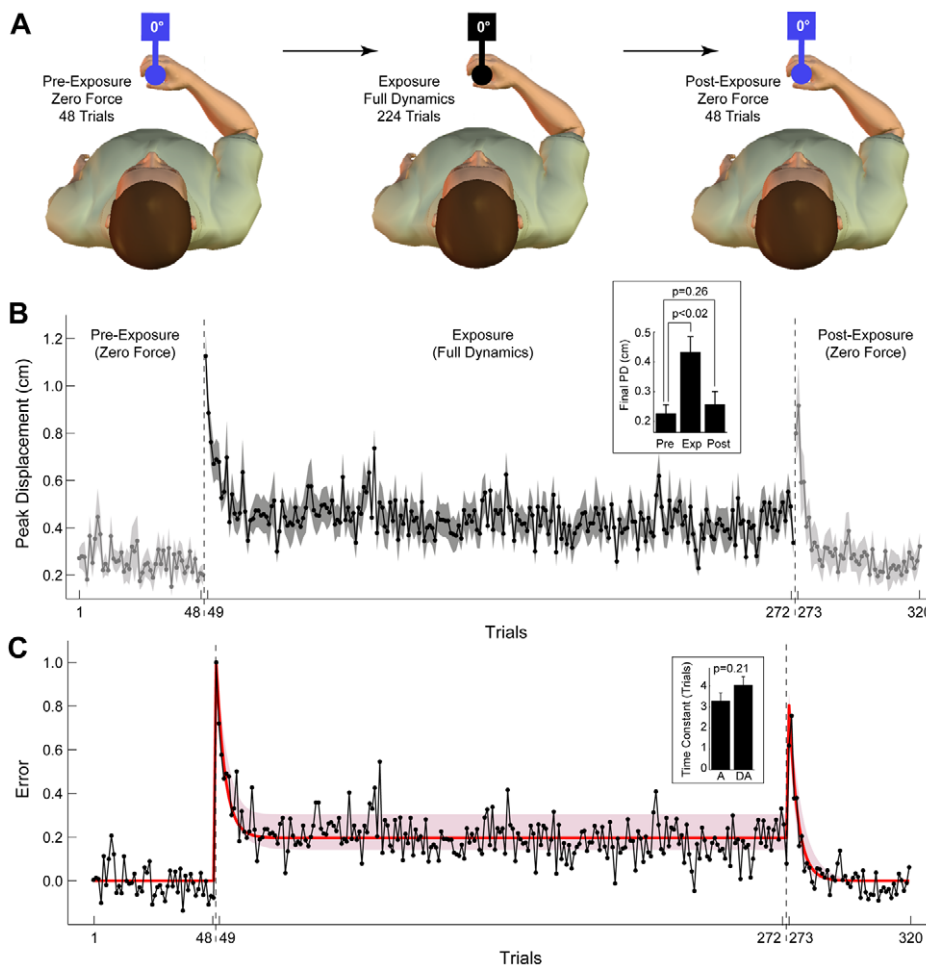 A
0°
0°
0°
Pre-Exposure
Zero Force
48 Trials
Exposure
Full Dynamics
224 Trials
Post-Exposure
Zero Force
48 Trials
B
Pre-Exposure
(Zero Force)
Exposure
(Full Dynamics)
Post-Exposure
(Zero Force)
Peak Displacement (cm)
1.2
1.0
0.8
0.6
0.4
0.2
p=0.26
p<0.02
Final PD (cm)
0.5
0.4
0.3
0.2
Pre Exp Post
1 48 49 272 273 320
Trials
C
Error
1.0
0.8
0.6
0.4
0.2
0.0
p=0.21
Time Constant (Trials)
4
3
2
1
0
A DA
1 48 49 272 273 320
Trials